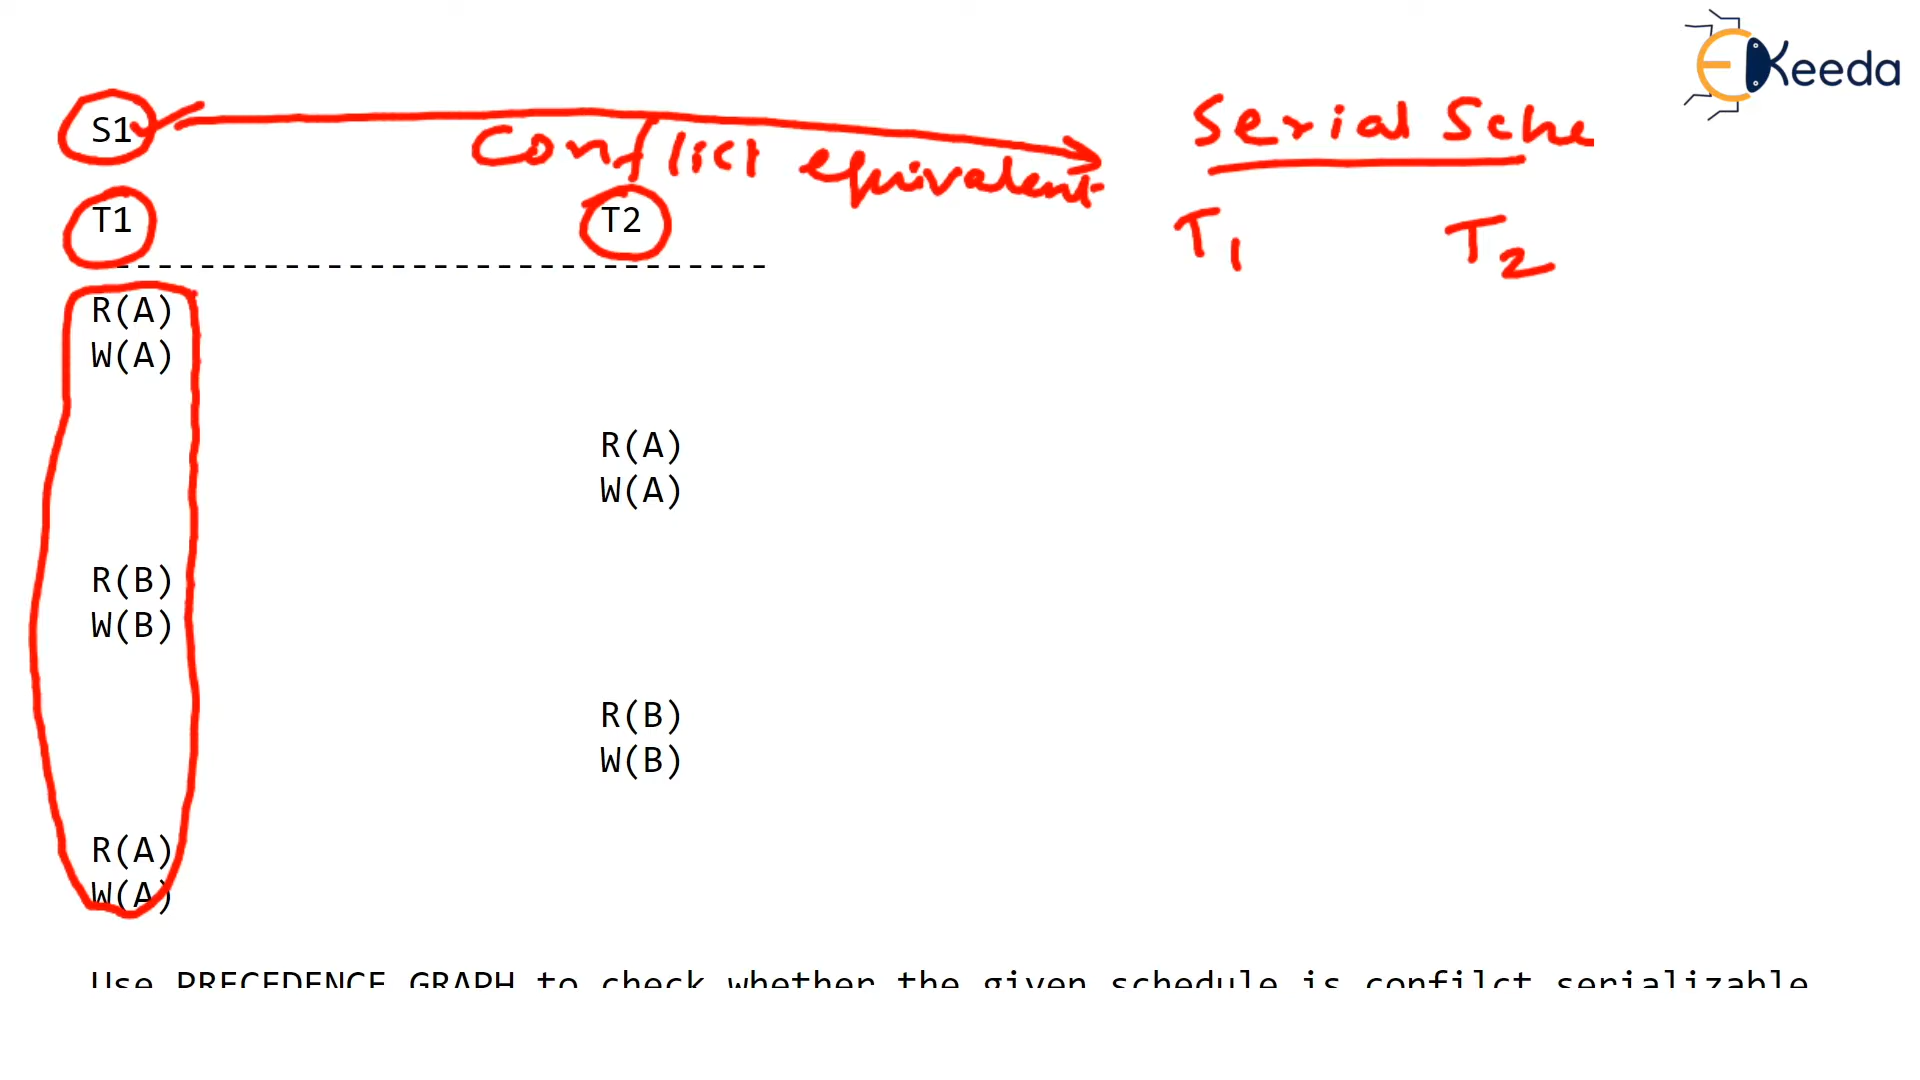 EKeeda
S1
Conflict equivalent
Serial Sche
T1 T2
T1 T2
--------------------------------
R(A)
W(A)
R(A)
W(A)
R(B)
W(B)
R(B)
W(B)
R(A)
W(A)
Use PRECEDENCE GRAPH to check whether the given schedule is confilct serializable